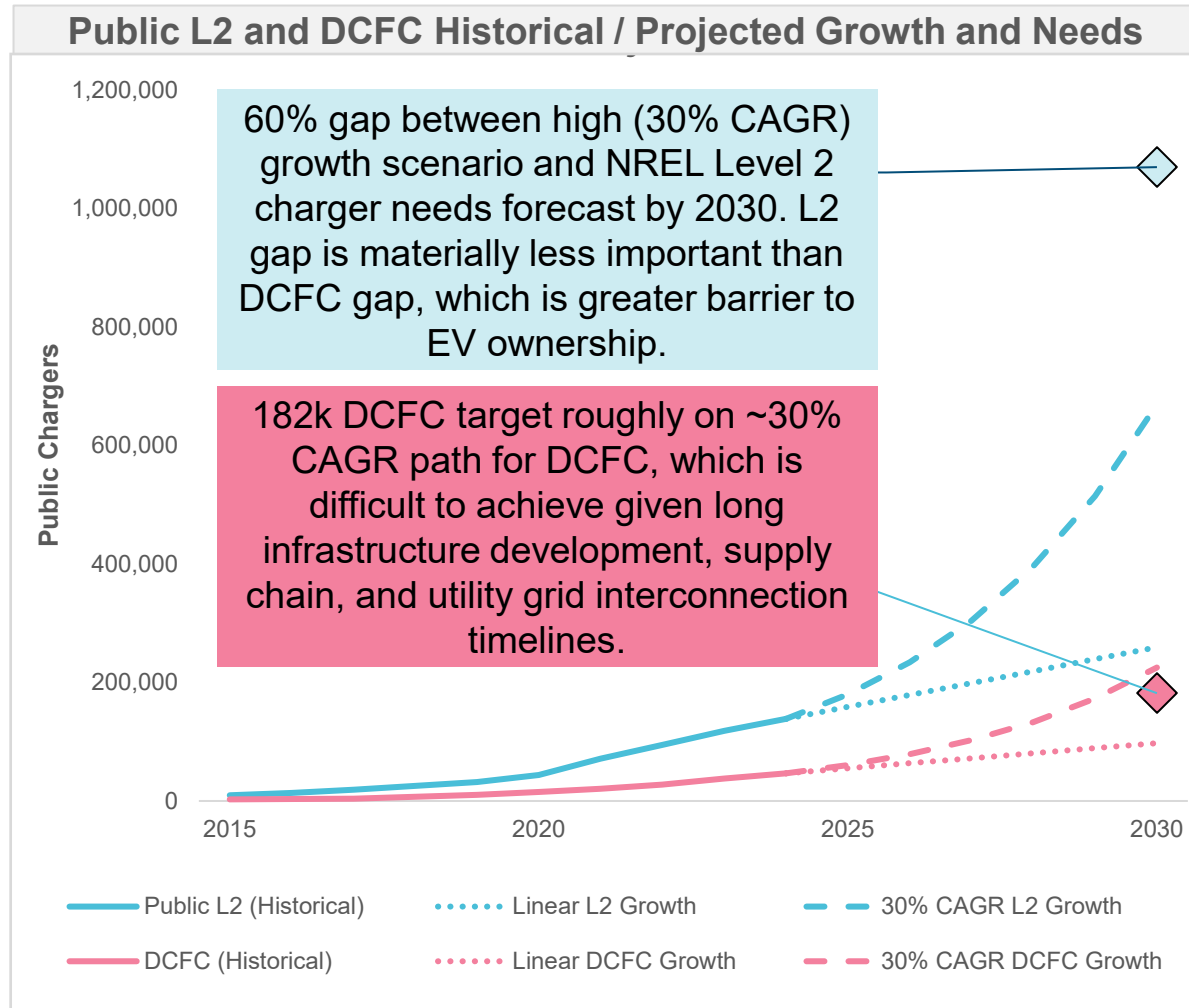 Public L2 and DCFC Historical / Projected Growth and Needs
1,200,000
1,000,000
800,000
600,000
400,000
200,000
0
Public Chargers
60% gap between high (30% CAGR)
growth scenario and NREL Level 2
charger needs forecast by 2030. L2
gap is materially less important than
DCFC gap, which is greater barrier to
EV ownership.
182k DCFC target roughly on ~30%
CAGR path for DCFC, which is
difficult to achieve given long
infrastructure development, supply
chain, and utility grid interconnection
timelines.
2015
2020
2025
2030
Public L2 (Historical)
Linear L2 Growth
30% CAGR L2 Growth
DCFC (Historical)
Linear DCFC Growth
30% CAGR DCFC Growth